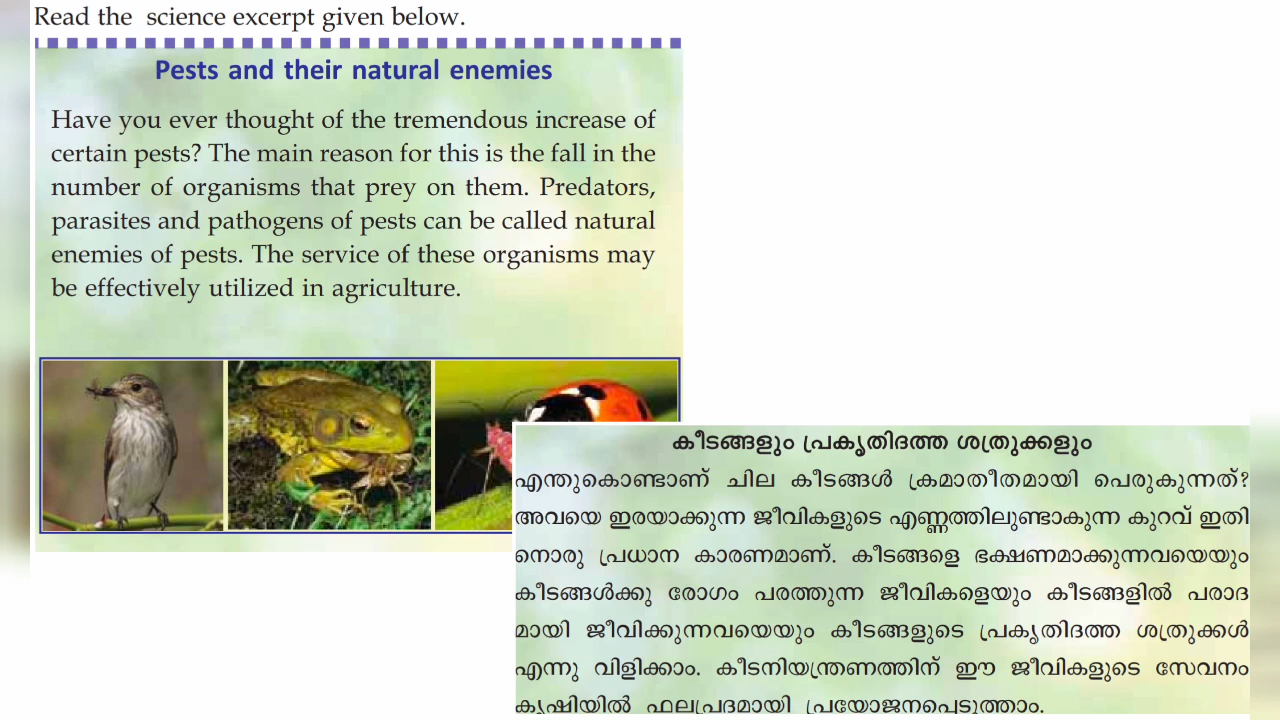 Read the science excerpt given below.
Pests and their natural enemies
Have you ever thought of the tremendous increase of
certain pests? The main reason for this is the fall in the
number of organisms that prey on them. Predators,
parasites and pathogens of pests can be called natural
enemies of pests. The service of these organisms may
be effectively utilized in agriculture.
കീടങ്ങളും പ്രകൃതിദത്ത ശത്രുക്കളും
എന്തുകൊണ്ടാണ് ചില കീടങ്ങൾ ക്രമാതീതമായി പെരുകുന്നത്?
അവയെ ഇരയാക്കുന്ന ജീവികളുടെ എണ്ണത്തിലുണ്ടാകുന്ന കുറവ് ഇതി
നൊരു പ്രധാന കാരണമാണ്. കീടങ്ങളെ ഭക്ഷണമാക്കുന്നവയെയും
കീടങ്ങൾക്കു രോഗം പരത്തുന്ന ജീവികളെയും കീടങ്ങളിൽ പരാദ
മായി ജീവിക്കുന്നവയെയും കീടങ്ങളുടെ പ്രകൃതിദത്ത ശത്രുക്കൾ
എന്നു വിളിക്കാം. കീടനിയന്ത്രണത്തിന് ഈ ജീവികളുടെ സേവനം
കൃഷിയിൽ ഫലപ്രദമായി പ്രയോജനപ്പെടുത്താം.